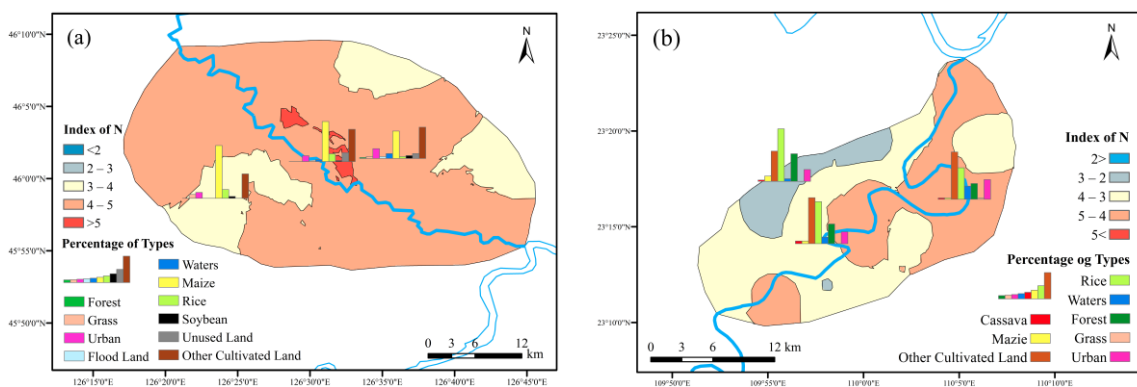 (a)
N
46°10'0"N
46°5'0"N
46°0'0"N
45°55'0"N
45°50'0"N
Index of N
<2
2 – 3
3 – 4
4 – 5
>5
Percentage of Types
Forest
Grass
Urban
Flood Land
Waters
Maize
Rice
Soybean
Unused Land
Other Cultivated Land
0 3 6 12
km
126°15'0"E 126°20'0"E 126°25'0"E 126°30'0"E 126°35'0"E 126°40'0"E 126°45'0"E
(b)
N
23°25'0"N
23°20'0"N
23°15'0"N
23°10'0"N
Index of N
2>
3 – 2
4 – 3
5 – 4
5<
Percentage og Types
Rice
Waters
Cassava
Forest
Mazie
Grass
Other Cultivated Land
Urban
0 3 6 12 km
109°50'0"E 109°55'0"E 110°0'0"E 110°5'0"E 110°10'0"E